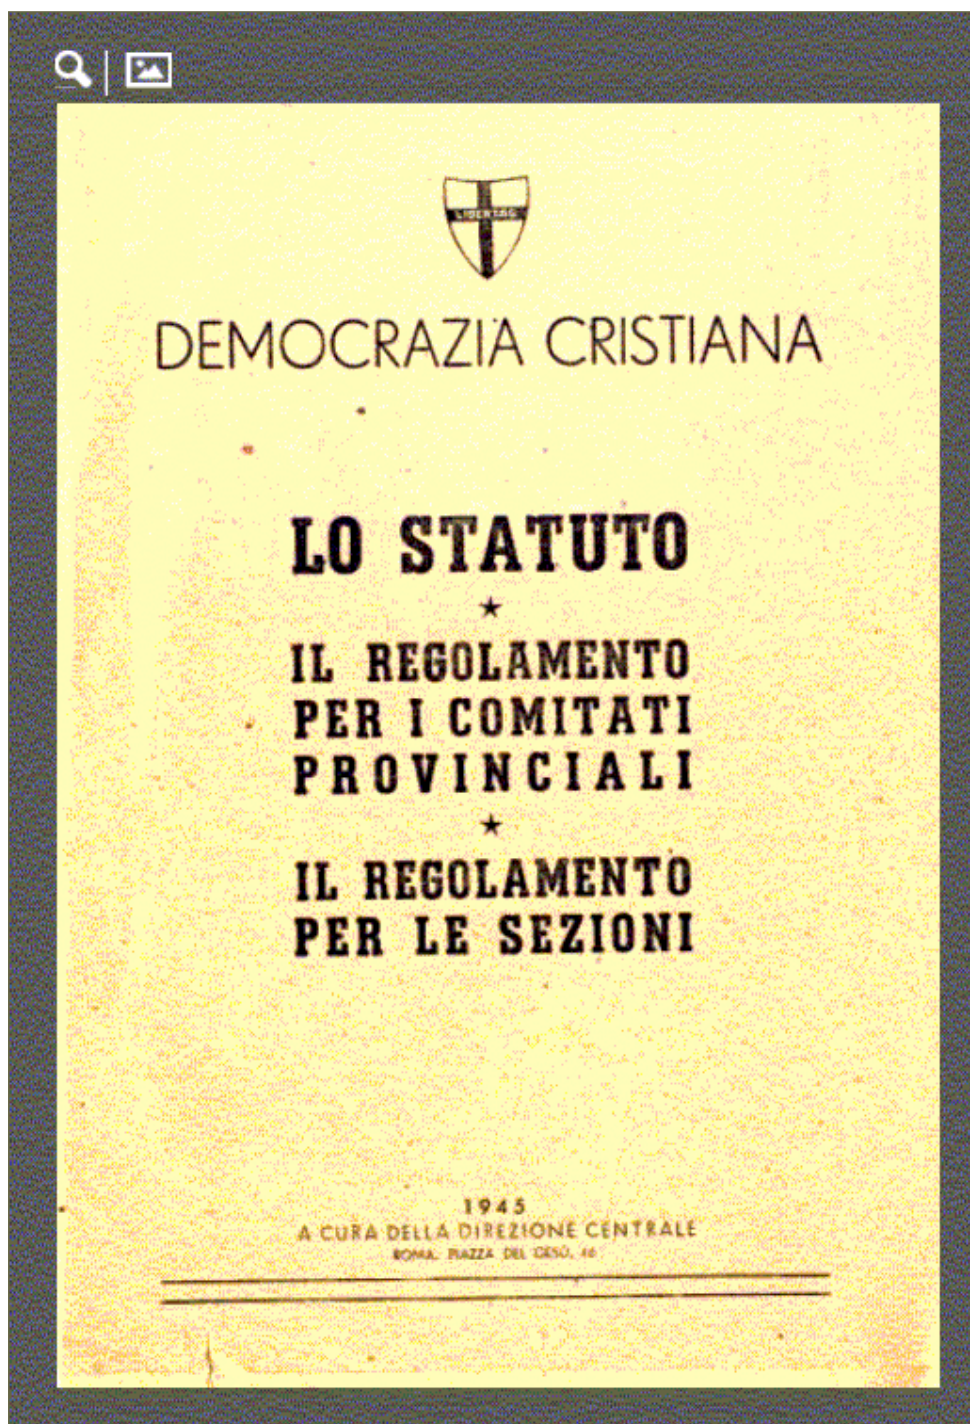 LIBERTAS
DEMOCRAZIA CRISTIANA
LO STATUTO
IL REGOLAMENTO
PER I COMITATI
PROVINCIALI
IL REGOLAMENTO
PER LE SEZIONI
1945
A CURA DELLA DIREZIONE CENTRALE
ROMA, PIAZZA DEL GESÙ, 46